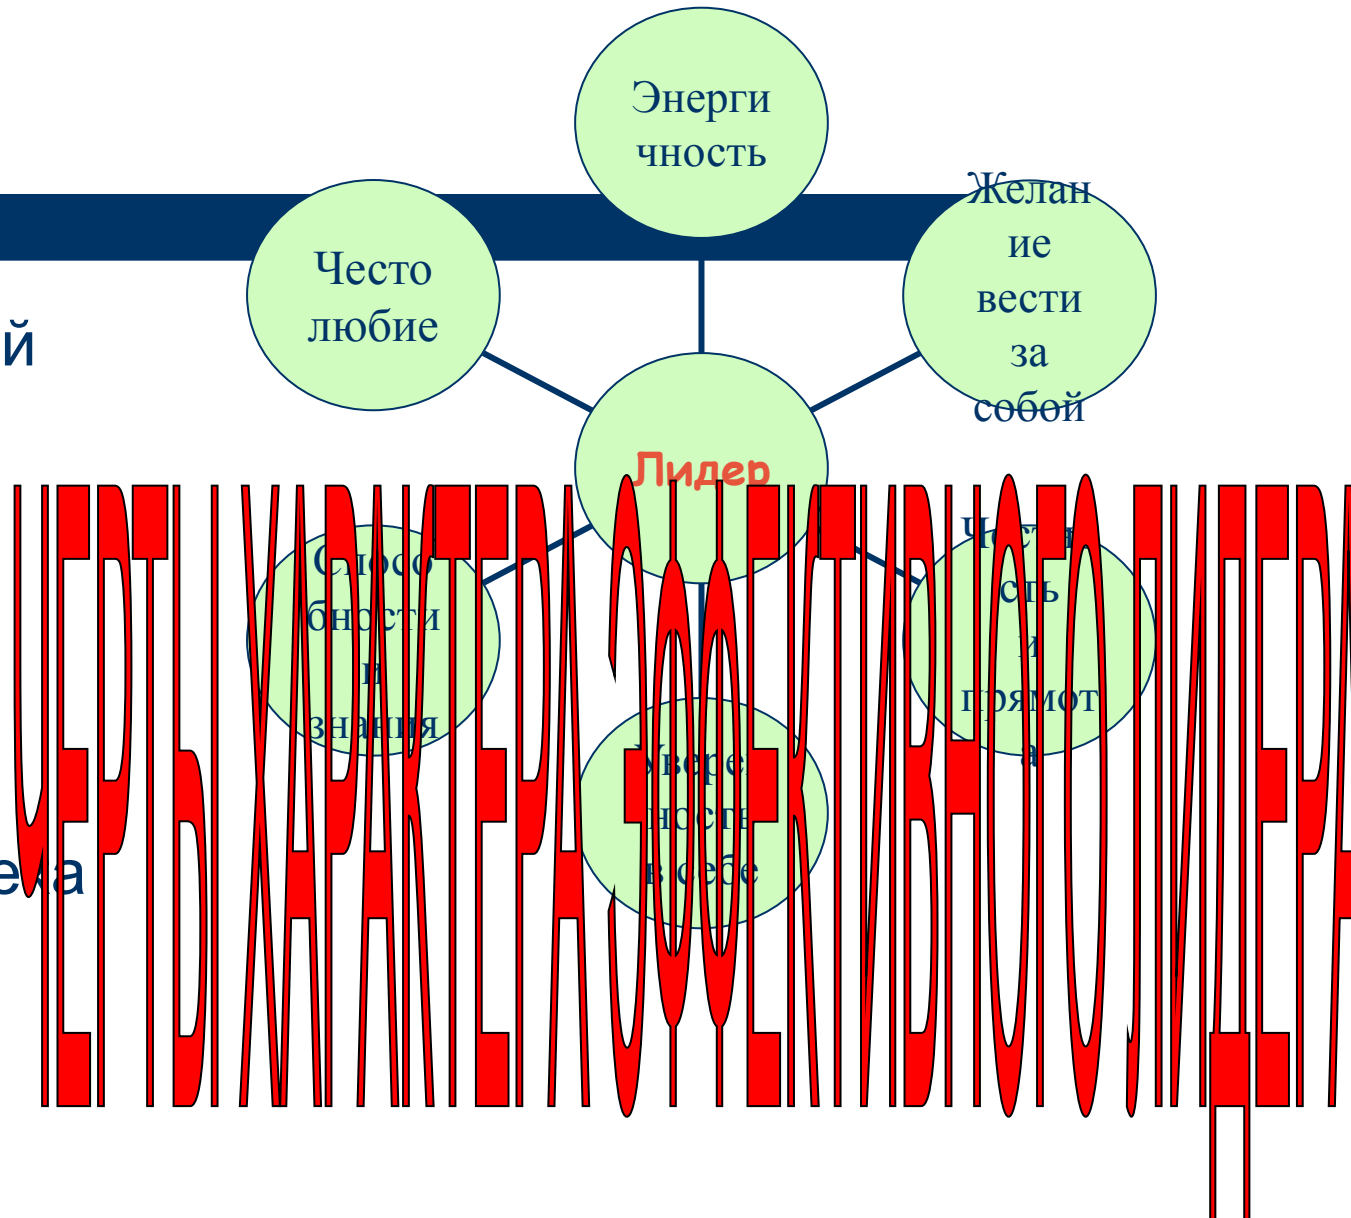 Энерги
чность
Често
любие
Желан
ие
вести
за
собой
й
Лидер
ЧЕРТЫ ХАРАКТЕРА ЭФФЕКТИВНОГО ЛИДЕРА
Спосо
бности
и
знания
Честн
ость
и
прямот
а
Уверен
ность
в себе
ека